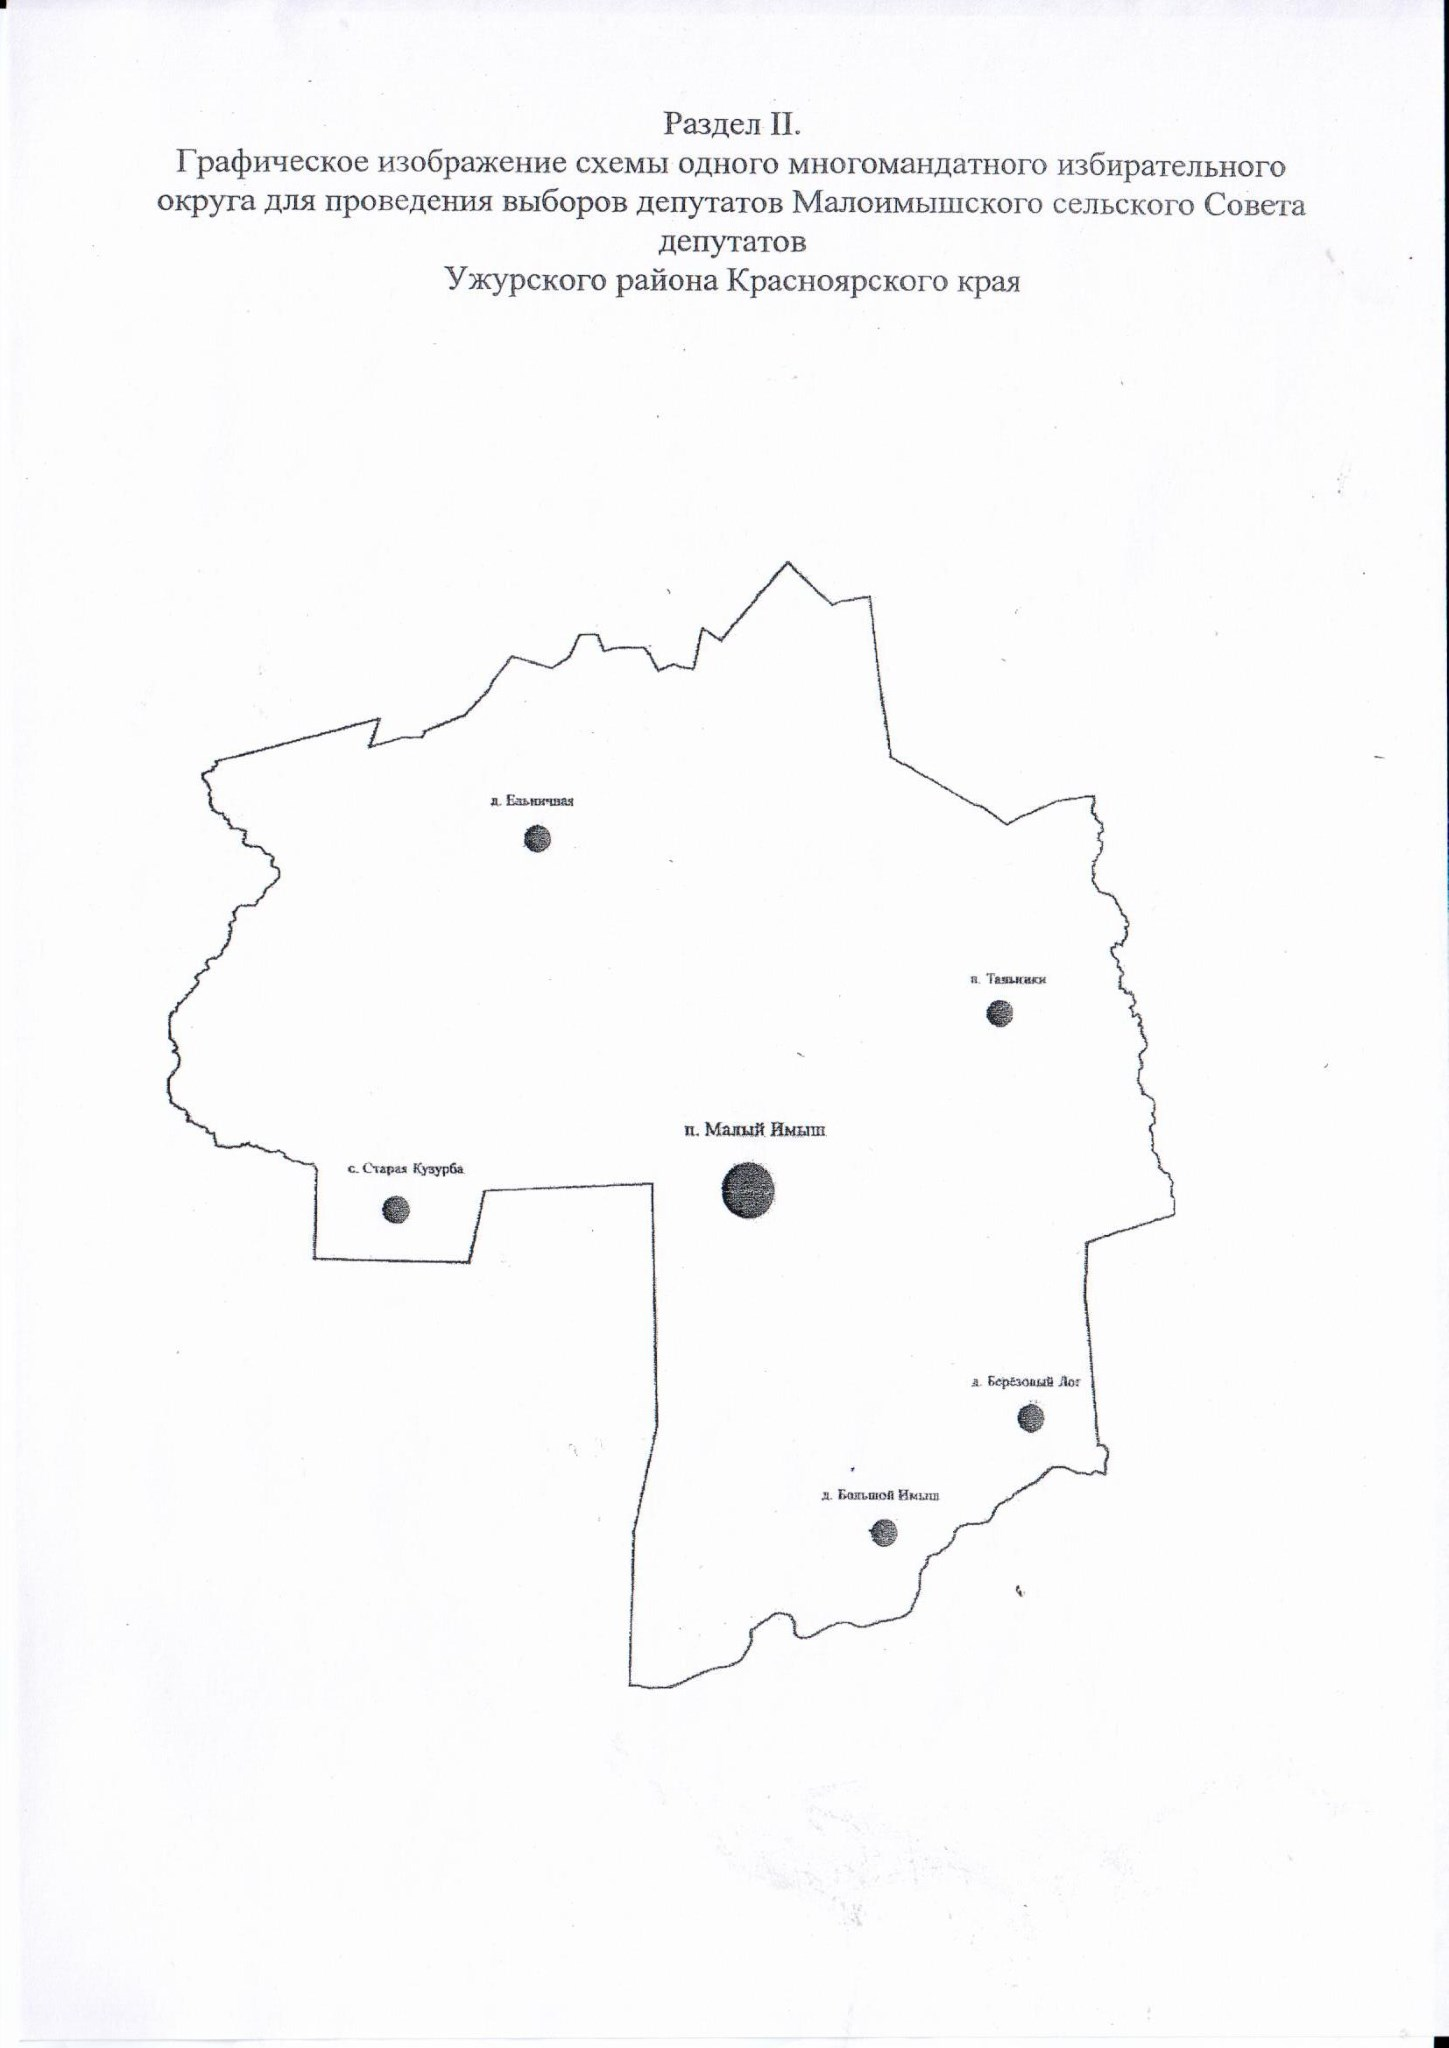 Раздел II.
Графическое изображение схемы одного многомандатного избирательного
округа для проведения выборов депутатов Малоимышского сельского Совета
депутатов
Ужурского района Красноярского края
д. Ельничная
п. Тальники
п. Малый Имыш
с. Старая Кузурба
д. Берёзовый Лог
д. Большой Имыш